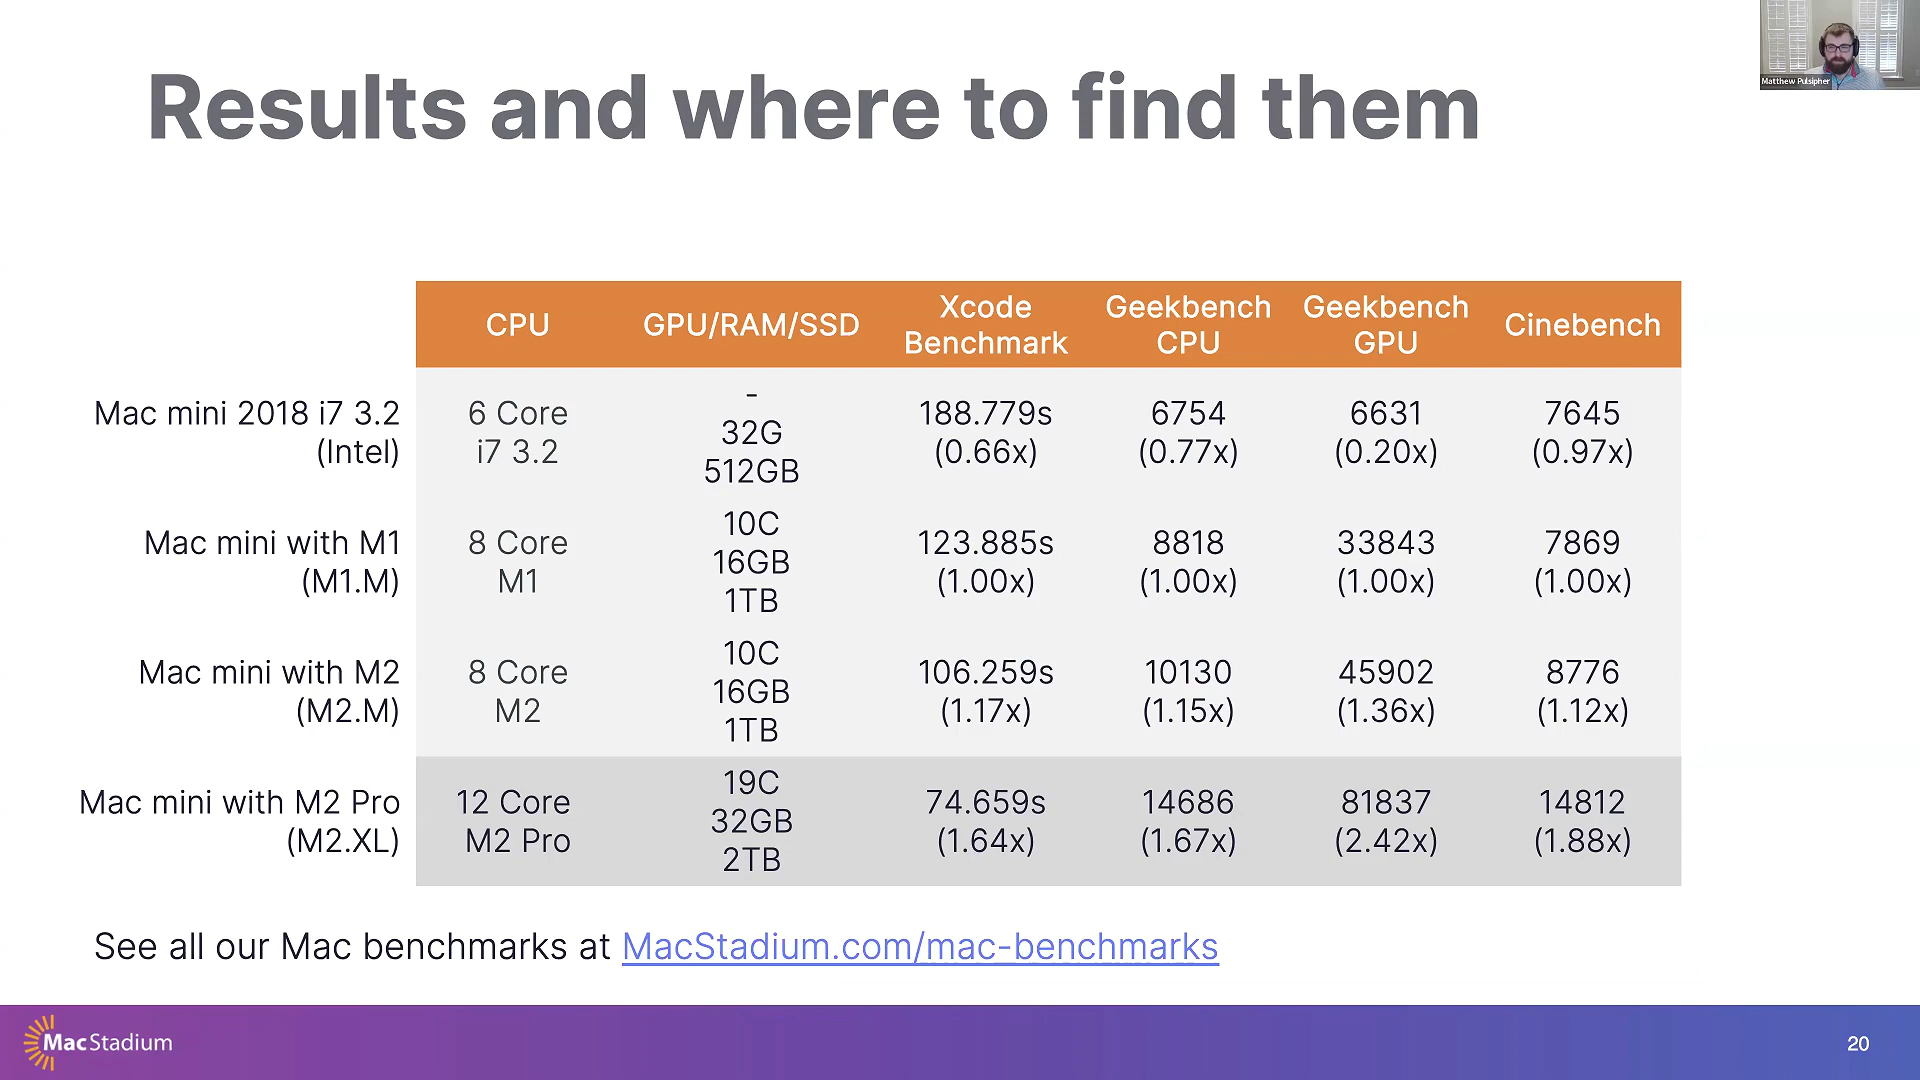 Matthew Pulsipher
Results and where to find them
CPU
GPU/RAM/SSD
Xcode
Benchmark
Geekbench
CPU
Geekbench
GPU
Cinebench
Mac mini 2018 i7 3.2
(Intel)
6 Core
i7 3.2
-
32G
512GB
188.779s
(0.66x)
6754
(0.77x)
6631
(0.20x)
7645
(0.97x)
Mac mini with M1
(M1.M)
8 Core
M1
10C
16GB
1TB
123.885s
(1.00x)
8818
(1.00x)
33843
(1.00x)
7869
(1.00x)
Mac mini with M2
(M2.M)
8 Core
M2
10C
16GB
1TB
106.259s
(1.17x)
10130
(1.15x)
45902
(1.36x)
8776
(1.12x)
Mac mini with M2 Pro
(M2.XL)
12 Core
M2 Pro
19C
32GB
2TB
74.659s
(1.64x)
14686
(1.67x)
81837
(2.42x)
14812
(1.88x)
See all our Mac benchmarks at MacStadium.com/mac-benchmarks
MacStadium
20